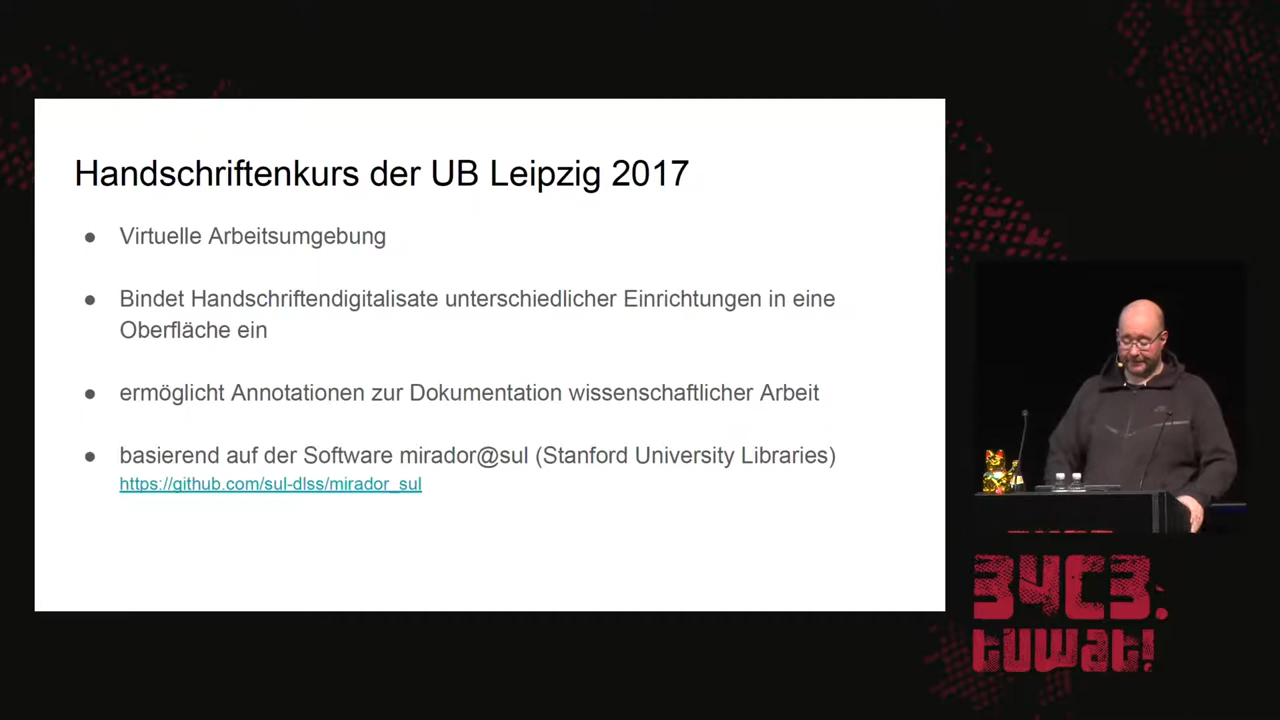 Handschriftenkurs der UB Leipzig 2017
● Virtuelle Arbeitsumgebung
● Bindet Handschriftendigitalisate unterschiedlicher Einrichtungen in eine
Oberfläche ein
● ermöglicht Annotationen zur Dokumentation wissenschaftlicher Arbeit
● basierend auf der Software mirador@sul (Stanford University Libraries)
https://github.com/sul-dlss/mirador_sul
34C3.
tuwat!